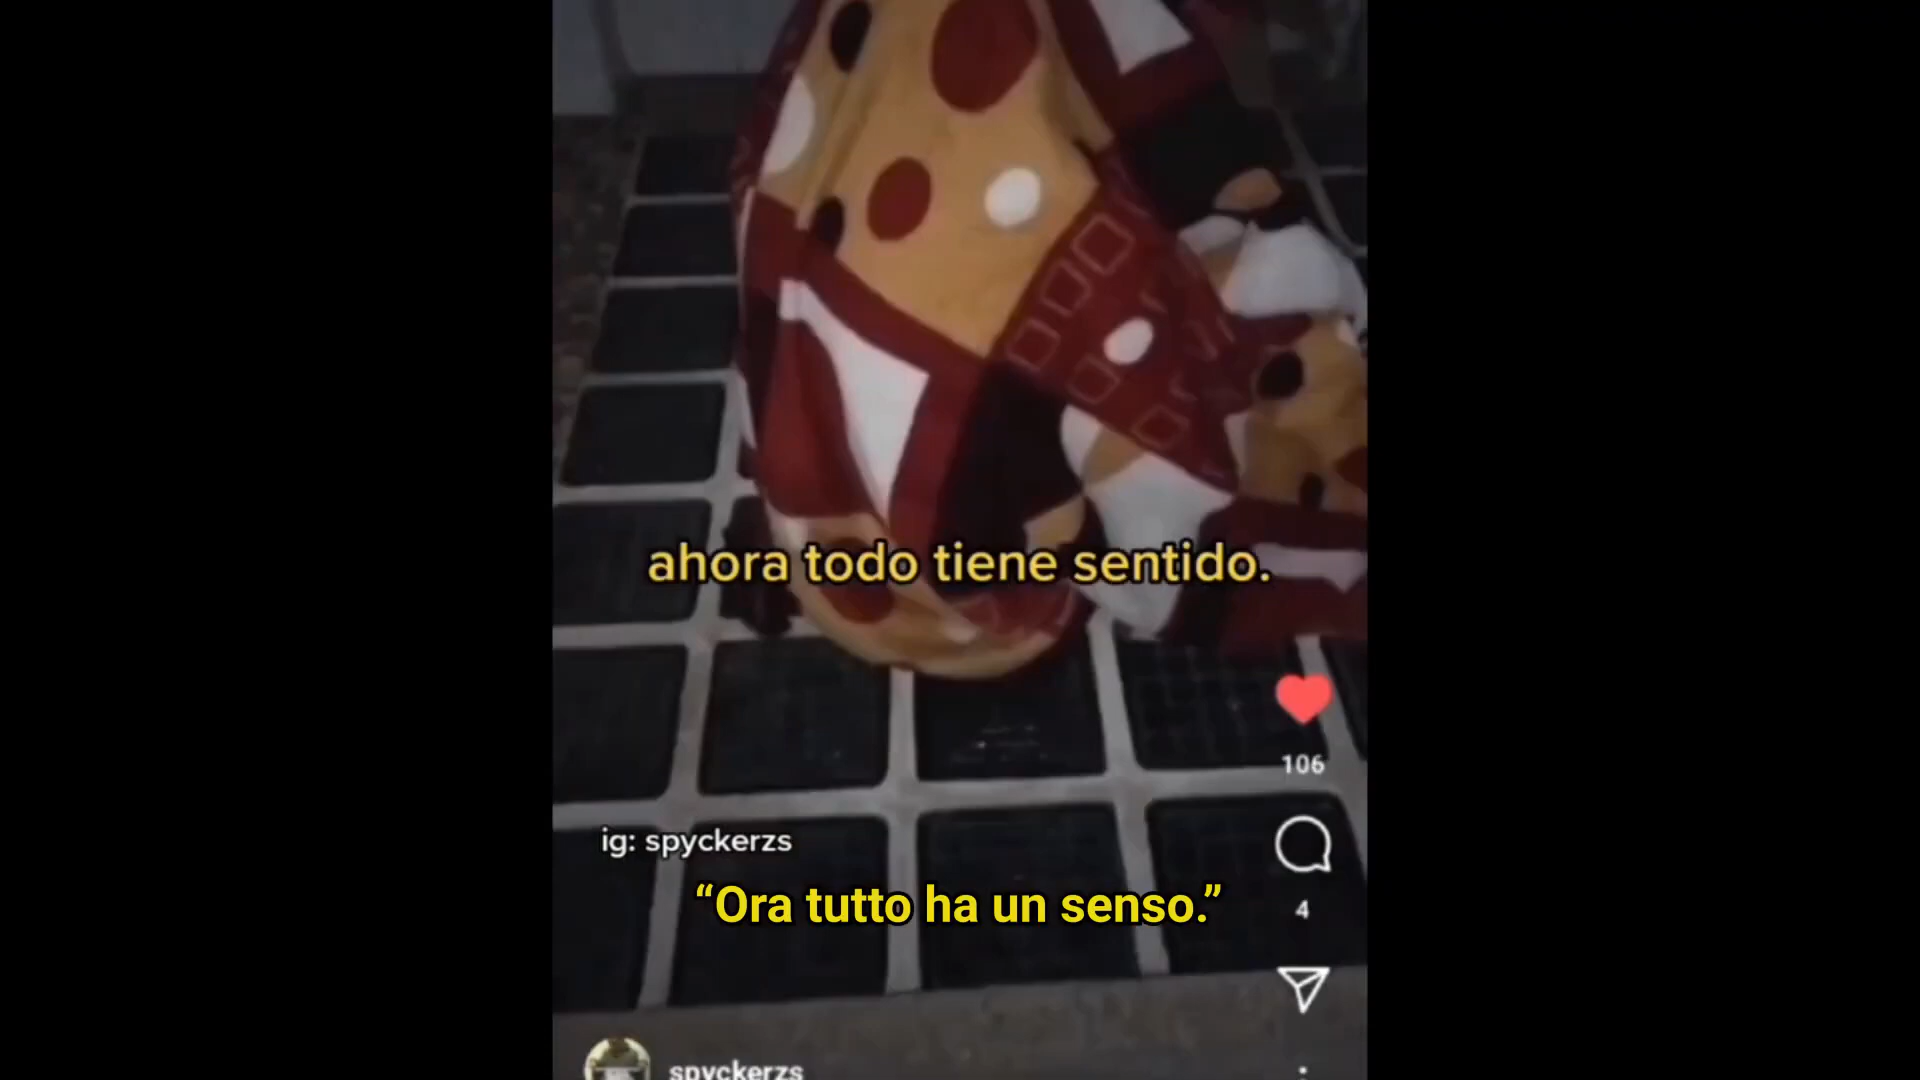 ahora todo tiene sentido.
106
ig: spyckerzs
“Ora tutto ha un senso.”
4
spyckerzs